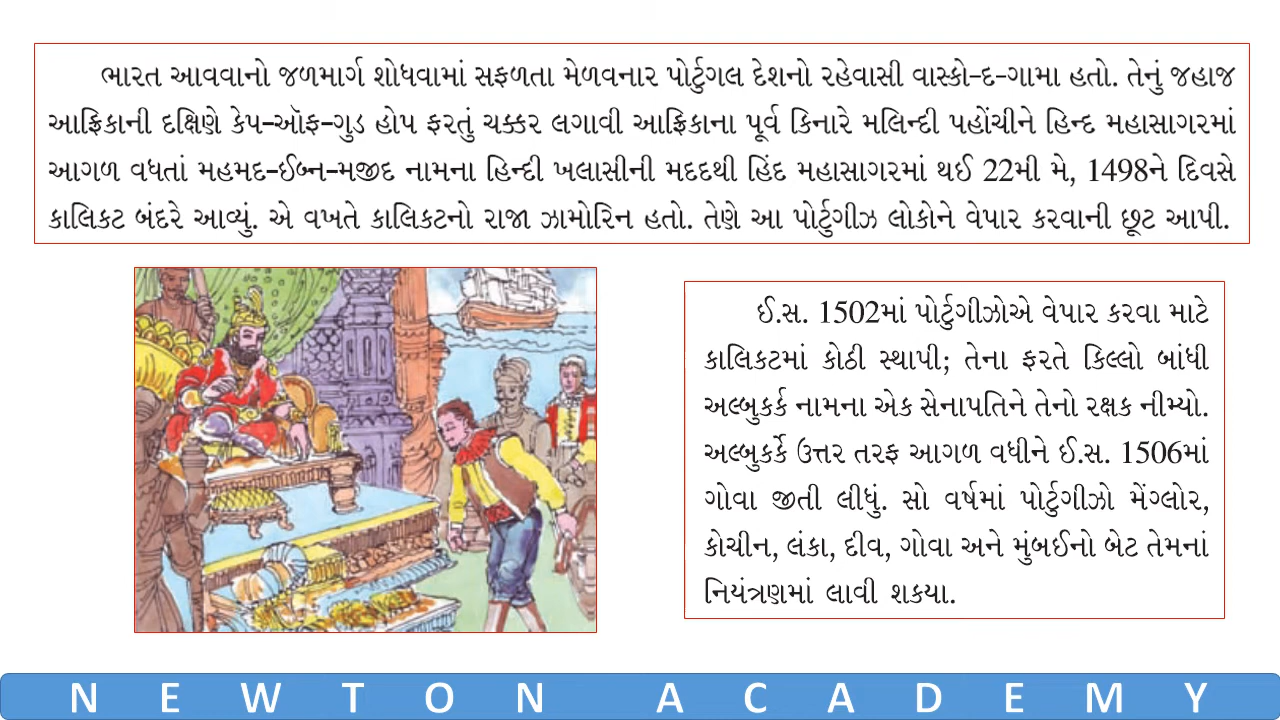 ભારત આવવાનો જળમાર્ગ શોધવામાં સફળતા મેળવનાર પોર્ટુગલ દેશનો રહેવાસી વાસ્કો-દ-ગામા હતો. તેનું જહાજ
આફ્રિકાની દક્ષિણે કેપ-ઑફ-ગુડ હોપ ફરતું ચક્કર લગાવી આફ્રિકાના પૂર્વ કિનારે મલિન્દી પહોંચીને હિન્દ મહાસાગરમાં
આગળ વધતાં મહમદ-ઈબ્ન-મજીદ નામના હિન્દી ખલાસીની મદદથી હિંદ મહાસાગરમાં થઈ 22મી મે, 1498ને દિવસે
કાલિકટ બંદરે આવ્યું. એ વખતે કાલિકટનો રાજા ઝામોરિન હતો. તેણે આ પોર્ટુગીઝ લોકોને વેપાર કરવાની છૂટ આપી.
ઈ.સ. 1502માં પોર્ટુગીઝોએ વેપાર કરવા માટે
કાલિકટમાં કોઠી સ્થાપી; તેના ફરતે કિલ્લો બાંધી
અલ્બુકર્ક નામના એક સેનાપતિને તેનો રક્ષક નીમ્યો.
અલ્બુકર્કે ઉત્તર તરફ આગળ વધીને ઈ.સ. 1506માં
ગોવા જીતી લીધું. સો વર્ષમાં પોર્ટુગીઝો મેંગ્લોર,
કોચીન, લંકા, દીવ, ગોવા અને મુંબઈનો બેટ તેમનાં
નિયંત્રણમાં લાવી શકયા.
NEWTON ACADEMY